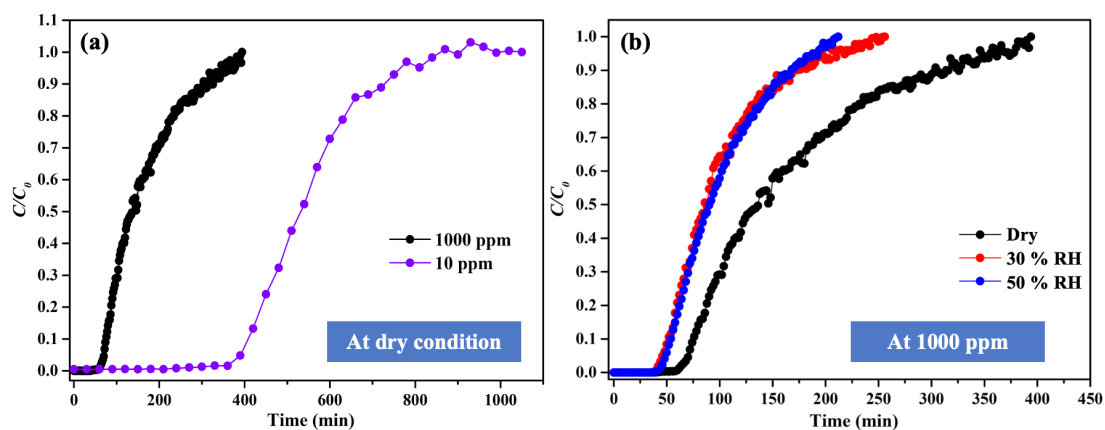 (a)
C/C0
1.1
1.0
0.9
0.8
0.7
0.6
0.5
0.4
0.3
0.2
0.1
0.0
1000 ppm
10 ppm
At dry condition
0 200 400 600 800 1000
Time (min)
(b)
C/C0
1.0
0.9
0.8
0.7
0.6
0.5
0.4
0.3
0.2
0.1
0.0
Dry
30 % RH
50 % RH
At 1000 ppm
0 50 100 150 200 250 300 350 400 450
Time (min)